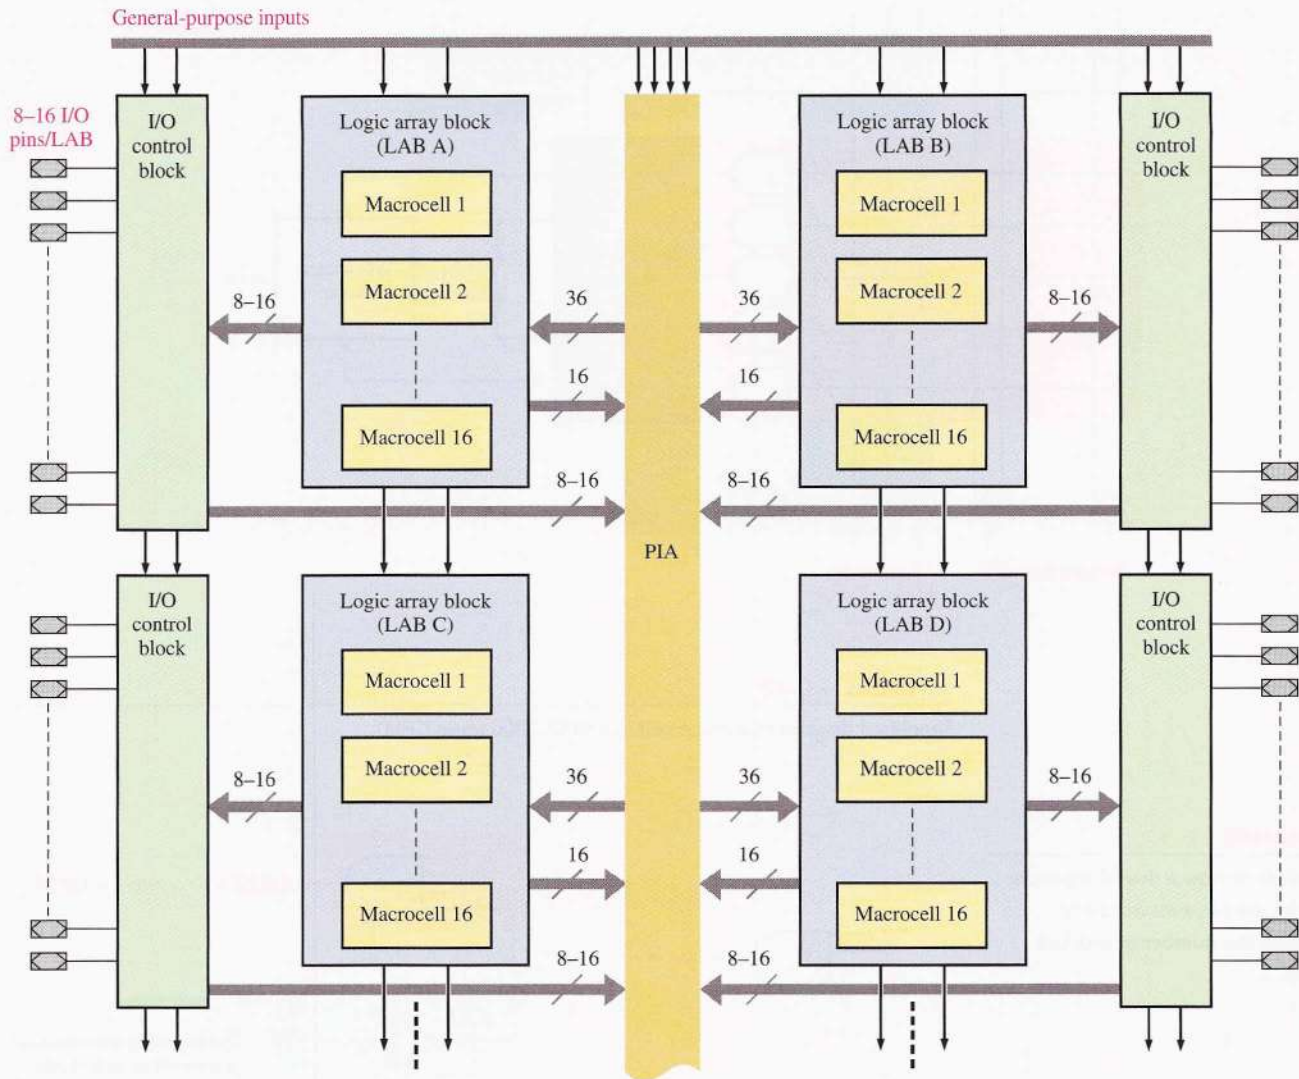 General-purpose inputs
8–16 I/O
pins/LAB
I/O
control
block
Logic array block
(LAB A)
Macrocell 1
Macrocell 2
Macrocell 16
8–16
36
16
8–16
PIA
Logic array block
(LAB B)
Macrocell 1
Macrocell 2
Macrocell 16
36
16
8–16
8–16
I/O
control
block
I/O
control
block
Logic array block
(LAB C)
Macrocell 1
Macrocell 2
Macrocell 16
8–16
36
16
8–16
Logic array block
(LAB D)
Macrocell 1
Macrocell 2
Macrocell 16
36
16
8–16
8–16
I/O
control
block